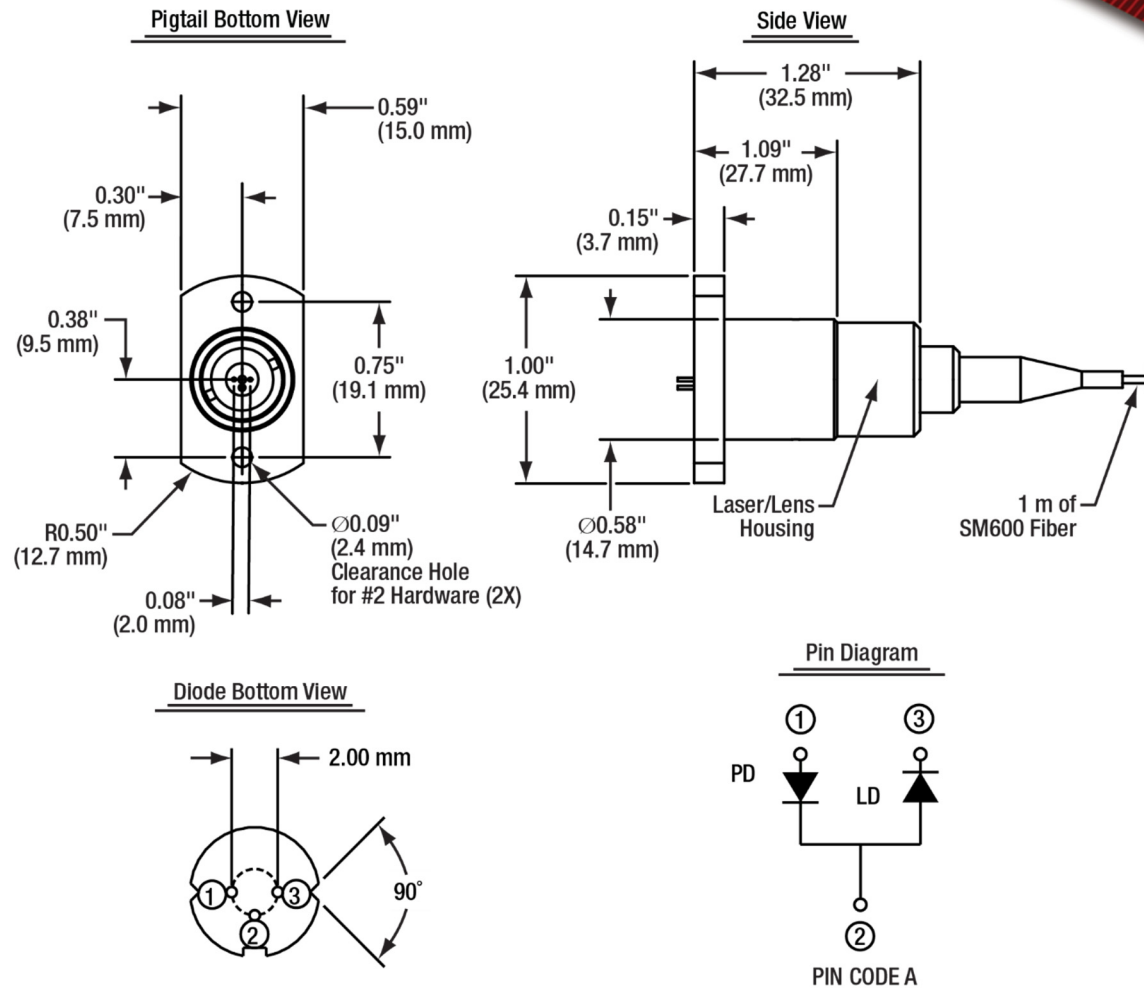 Pigtail Bottom View
0.59"
(15.0 mm)
0.30"
(7.5 mm)
0.38"
(9.5 mm)
0.75"
(19.1 mm)
R0.50"
(12.7 mm)
Ø0.09"
(2.4 mm)
Clearance Hole
for #2 Hardware (2X)
0.08"
(2.0 mm)
Side View
1.28"
(32.5 mm)
1.09"
(27.7 mm)
0.15"
(3.7 mm)
1.00"
(25.4 mm)
Ø0.58"
(14.7 mm)
Laser/Lens
Housing
1 m of
SM600 Fiber
Diode Bottom View
2.00 mm
1
3
2
90°
Pin Diagram
1
3
PD
LD
2
PIN CODE A